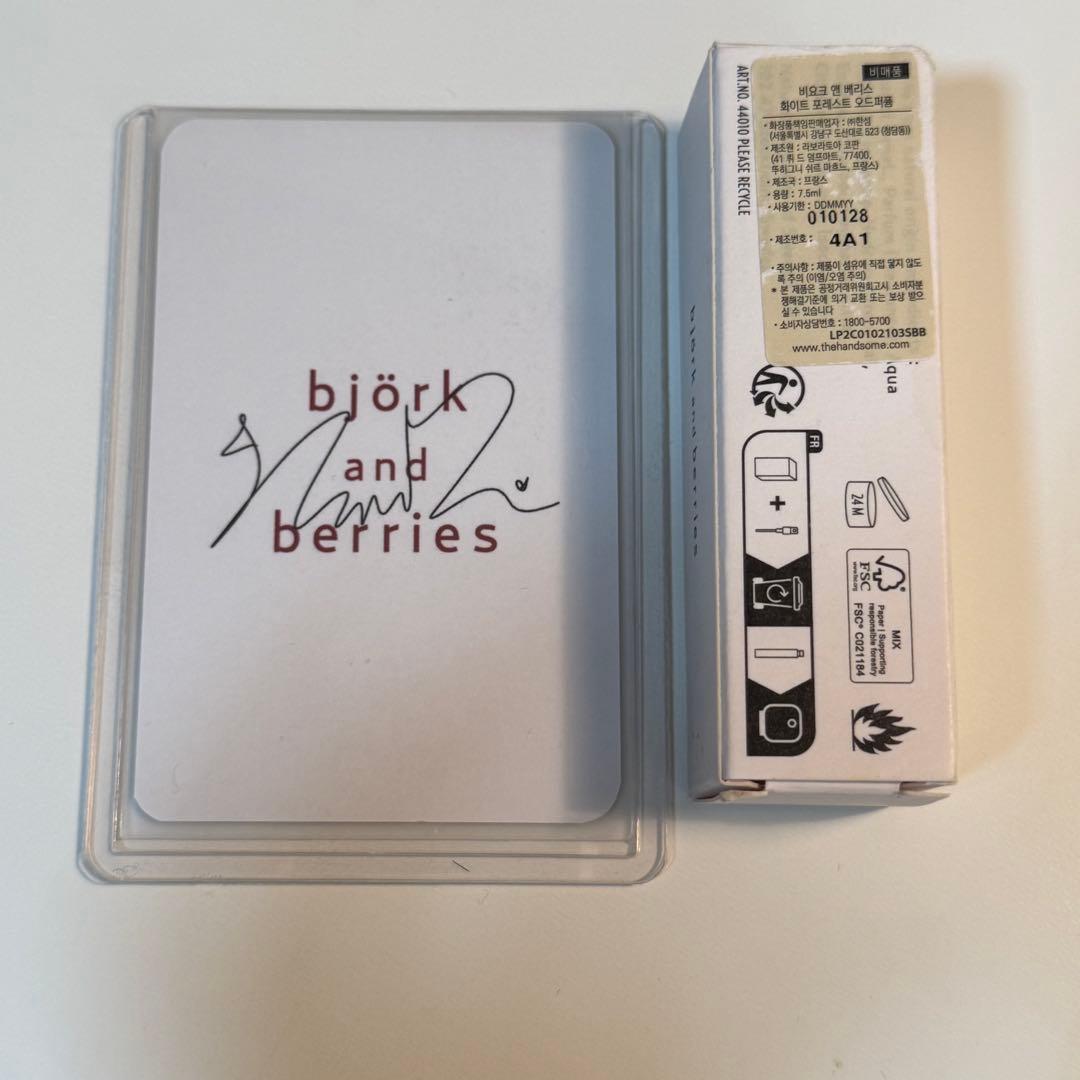 björk
and
berries
ART.NO. 44010 PLEASE RECYCLE
비매품
비요크 앤 베리스
화이트 포레스트 오드퍼퓸
• 화장품책임판매업자 : ㈜한섬
(서울특별시 강남구 도산대로 523 (청담동))
• 제조원 : 라보라토아 코판
(41 뤼 드 엠프마트, 77400,
뚜히그니 쉬르 마흐느, 프랑스)
• 제조국 : 프랑스
• 용량 : 7.5ml
• 사용기한 : DDMMYY
010128
• 제조번호 : 4A1
• 주의사항 : 제품이 섬유에 직접 닿지 않도
록 주의 (이염/오염 주의)
* 본 제품은 공정거래위원회고시 소비자분
쟁해결기준에 의거 교환 또는 보상 받으
실 수 있습니다
• 소비자상담번호 : 1800-5700
LP2C0102103SBB
www.thehandsome.com
Aqua
björk and berries
FR
+
24 M
FSC
www.fsc.org
MIX
Paper | Supporting
responsible forestry
FSC® C021184